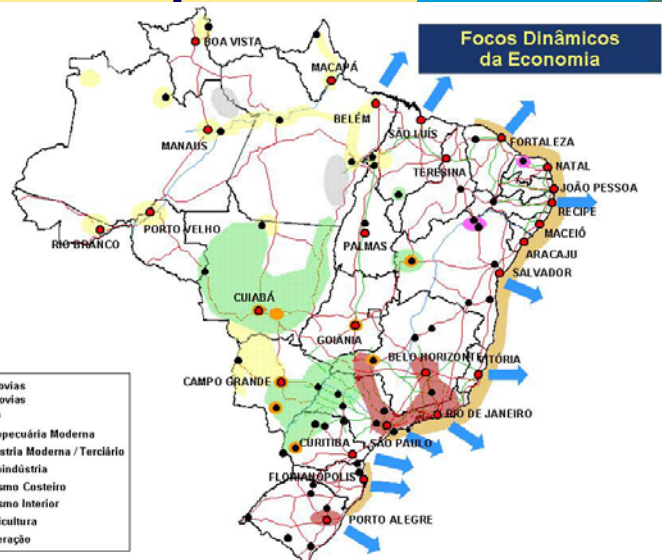 Focos Dinâmicos
da Economia
BOA VISTA
MACAPÁ
BELÉM
SÃO LUÍS
FORTALEZA
MANAUS
TERESINA
NATAL
JOÃO PESSOA
RECIPE
PORTO VELHO
RIO BRANCO
MACEIÓ
PALMAS
ARACAJU
SALVADOR
CUIABÁ
GOIÂNIA
BELO HORIZONTE
VITÓRIA
CAMPO GRANDE
RIO DE JANEIRO
SÃO PAULO
CURITIBA
FLORIANÓPOLIS
PORTO ALEGRE
ovias
ovias
s
opecuária Moderna
stria Moderna / Terciário
oindústria
smo Costeiro
smo Interior
icultura
eração